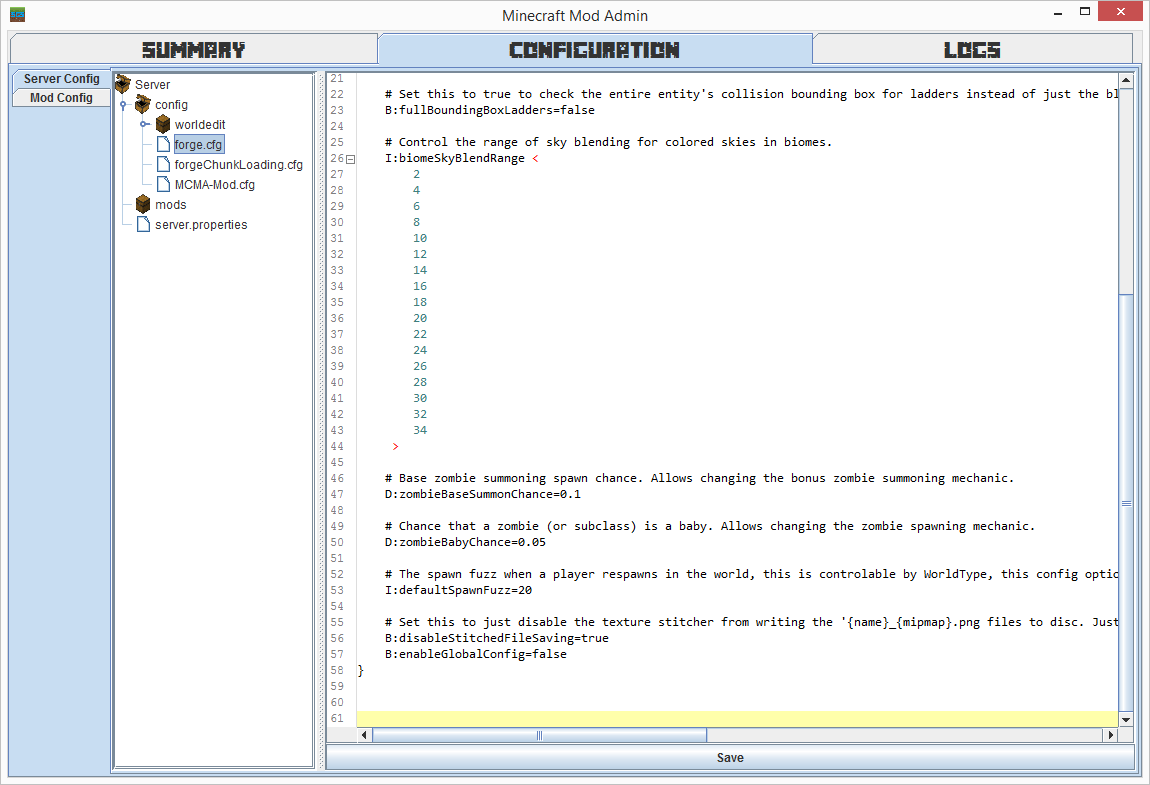 Minecraft Mod Admin
SUMMARY
CONFIGURATION
LOGS
Server Config
Mod Config
Server
config
worldedit
forge.cfg
forgeChunkLoading.cfg
MCMA-Mod.cfg
mods
server.properties
21
22 # Set this to true to check the entire entity's collision bounding box for ladders instead of just the bl
23 B:fullBoundingBoxLadders=false
24
25 # Control the range of sky blending for colored skies in biomes.
26 I:biomeSkyBlendRange <
27 2
28 4
29 6
30 8
31 10
32 12
33 14
34 16
35 18
36 20
37 22
38 24
39 26
40 28
41 30
42 32
43 34
44 >
45
46 # Base zombie summoning spawn chance. Allows changing the bonus zombie summoning mechanic.
47 D:zombieBaseSummonChance=0.1
48
49 # Chance that a zombie (or subclass) is a baby. Allows changing the zombie spawning mechanic.
50 D:zombieBabyChance=0.05
51
52 # The spawn fuzz when a player respawns in the world, this is controlable by WorldType, this config optio
53 I:defaultSpawnFuzz=20
54
55 # Set this to just disable the texture stitcher from writing the '{name}_{mipmap}.png files to disc. Just
56 B:disableStitchedFileSaving=true
57 B:enableGlobalConfig=false
58 }
59
60
61
Save